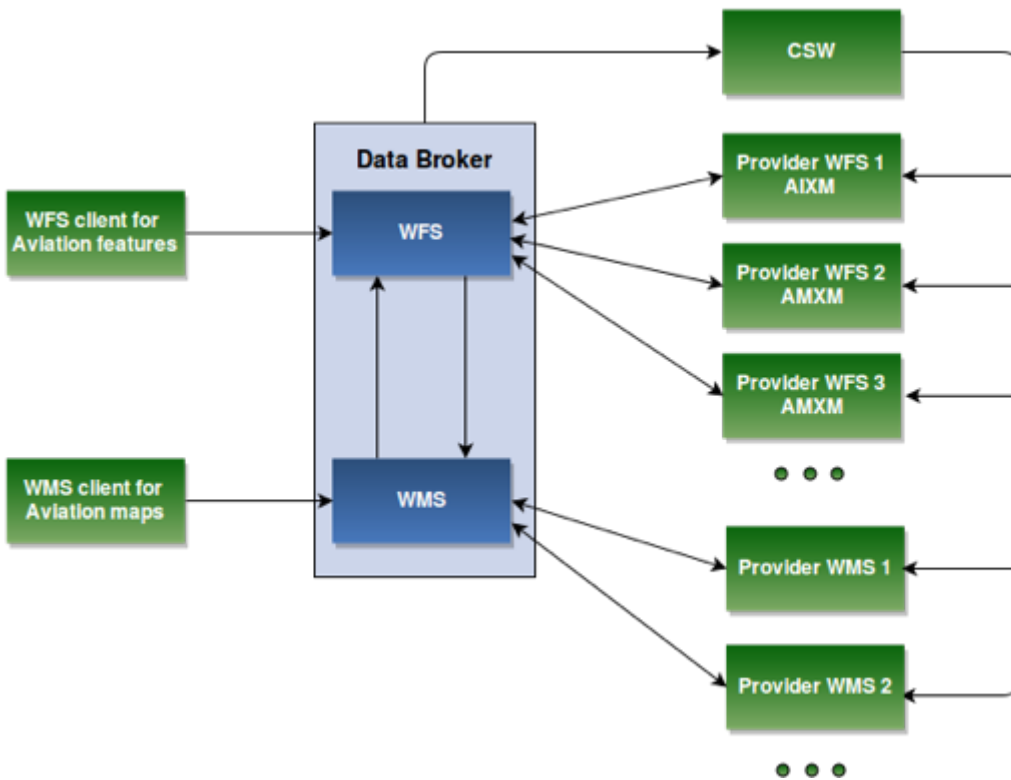 CSW
Data Broker
Provider WFS 1
AIXM
WFS client for
Aviation features
WFS
Provider WFS 2
AMXM
Provider WFS 3
AMXM
WMS client for
Aviation maps
WMS
Provider WMS 1
Provider WMS 2